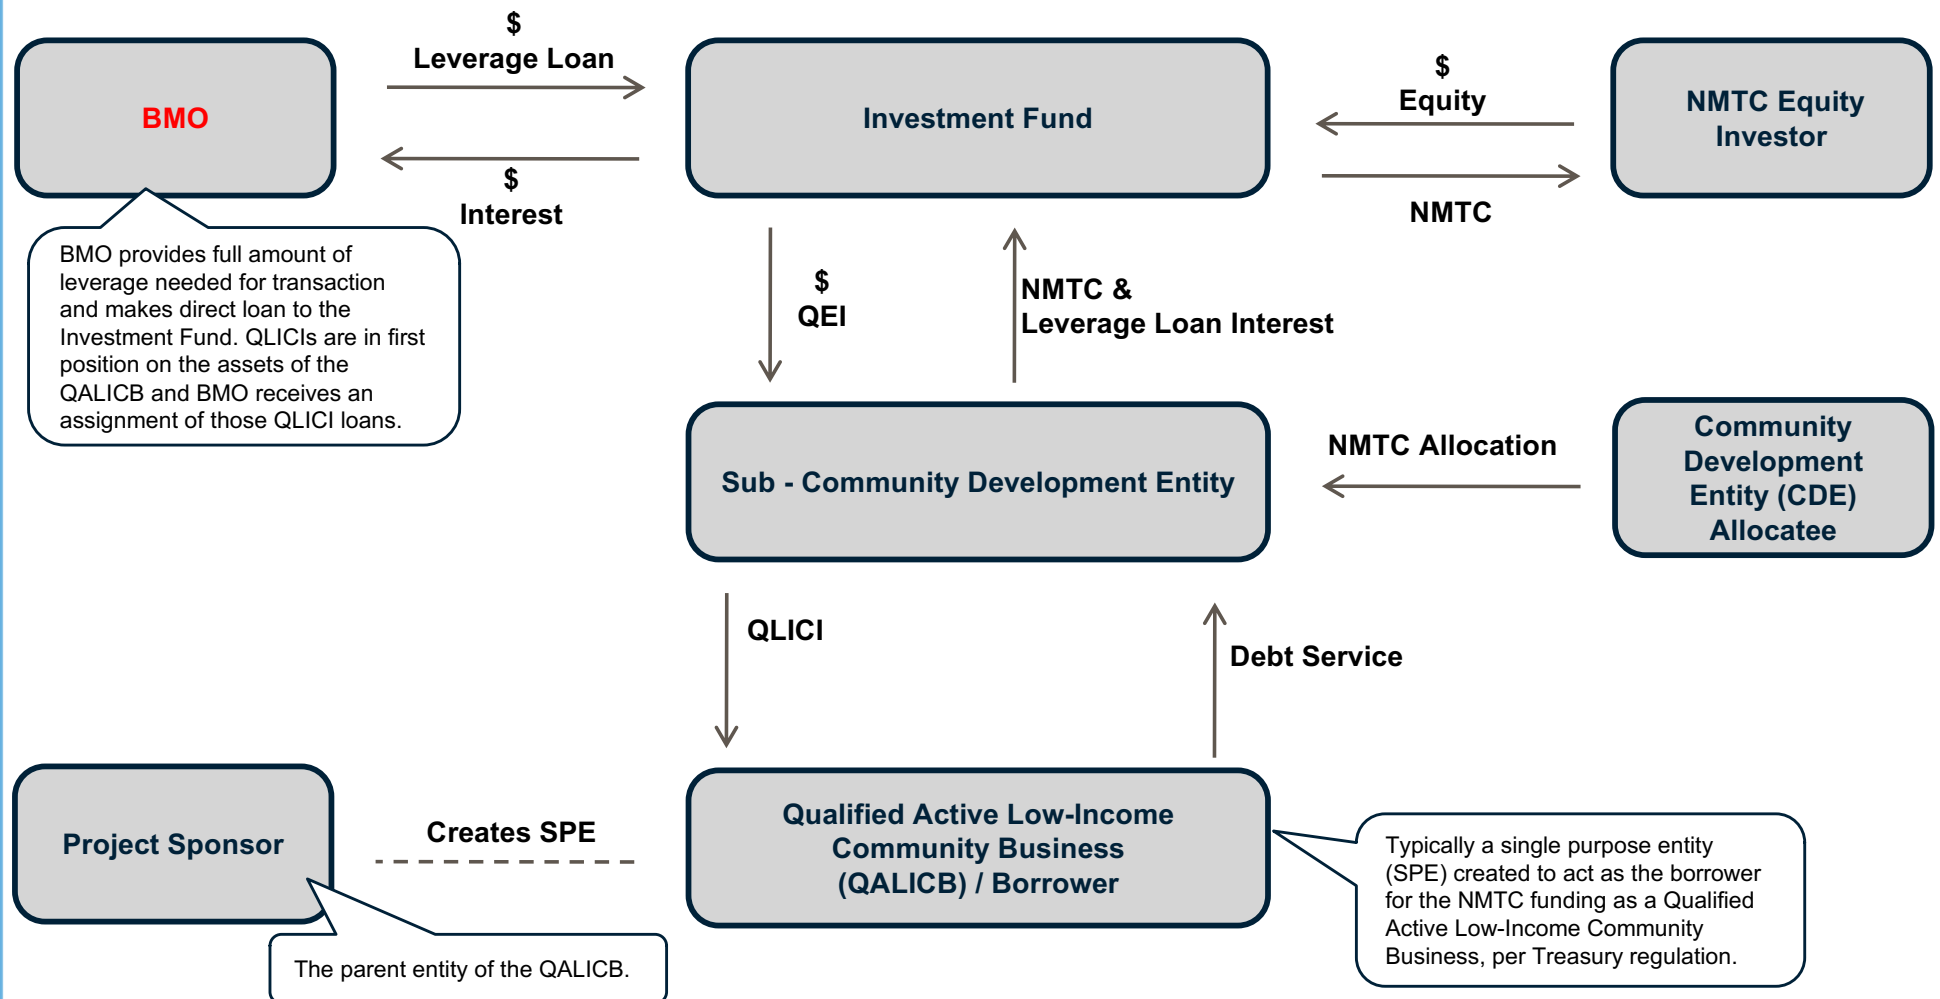 $
Leverage Loan
BMO
$
Interest
Investment Fund
$
Equity
NMTC
NMTC Equity
Investor
BMO provides full amount of
leverage needed for transaction
and makes direct loan to the
Investment Fund. QLICIs are in first
position on the assets of the
QALICB and BMO receives an
assignment of those QLICI loans.
$
QEI
NMTC &
Leverage Loan Interest
Sub - Community Development Entity
NMTC Allocation
Community
Development
Entity (CDE)
Allocatee
QLICI
Debt Service
Project Sponsor
Creates SPE
Qualified Active Low-Income
Community Business
(QALICB) / Borrower
Typically a single purpose entity
(SPE) created to act as the borrower
for the NMTC funding as a Qualified
Active Low-Income Community
Business, per Treasury regulation.
The parent entity of the QALICB.